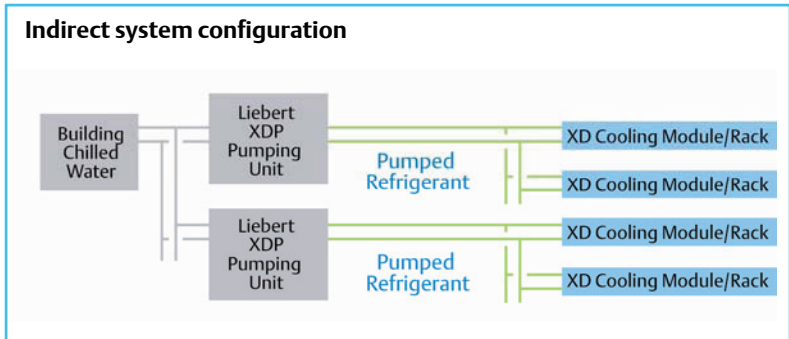 Indirect system configuration
Building
Chilled
Water
Liebert
XDP
Pumping
Unit
Pumped
Refrigerant
XD Cooling Module/Rack
XD Cooling Module/Rack
Liebert
XDP
Pumping
Unit
Pumped
Refrigerant
XD Cooling Module/Rack
XD Cooling Module/Rack